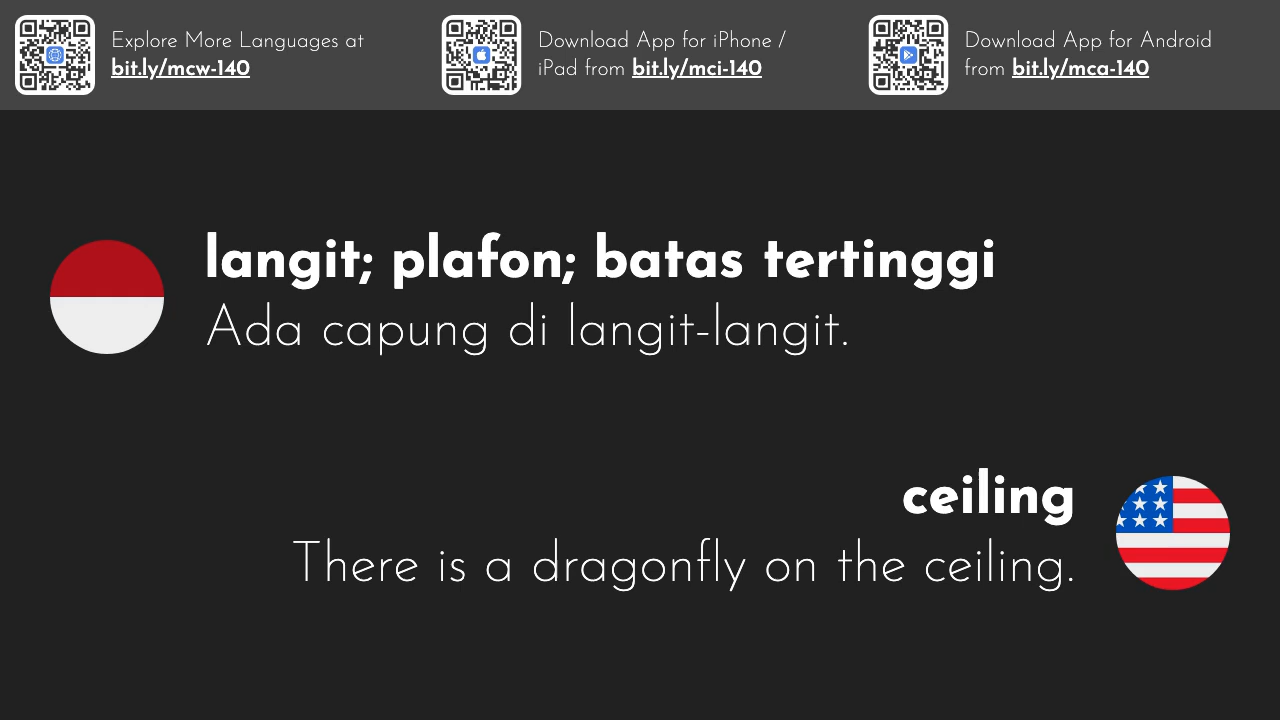 Explore More Languages at
bit.ly/mcw-140
Download App for iPhone /
iPad from bit.ly/mci-140
Download App for Android
from bit.ly/mca-140
langit; plafon; batas tertinggi
Ada capung di langit-langit.
ceiling
There is a dragonfly on the ceiling.